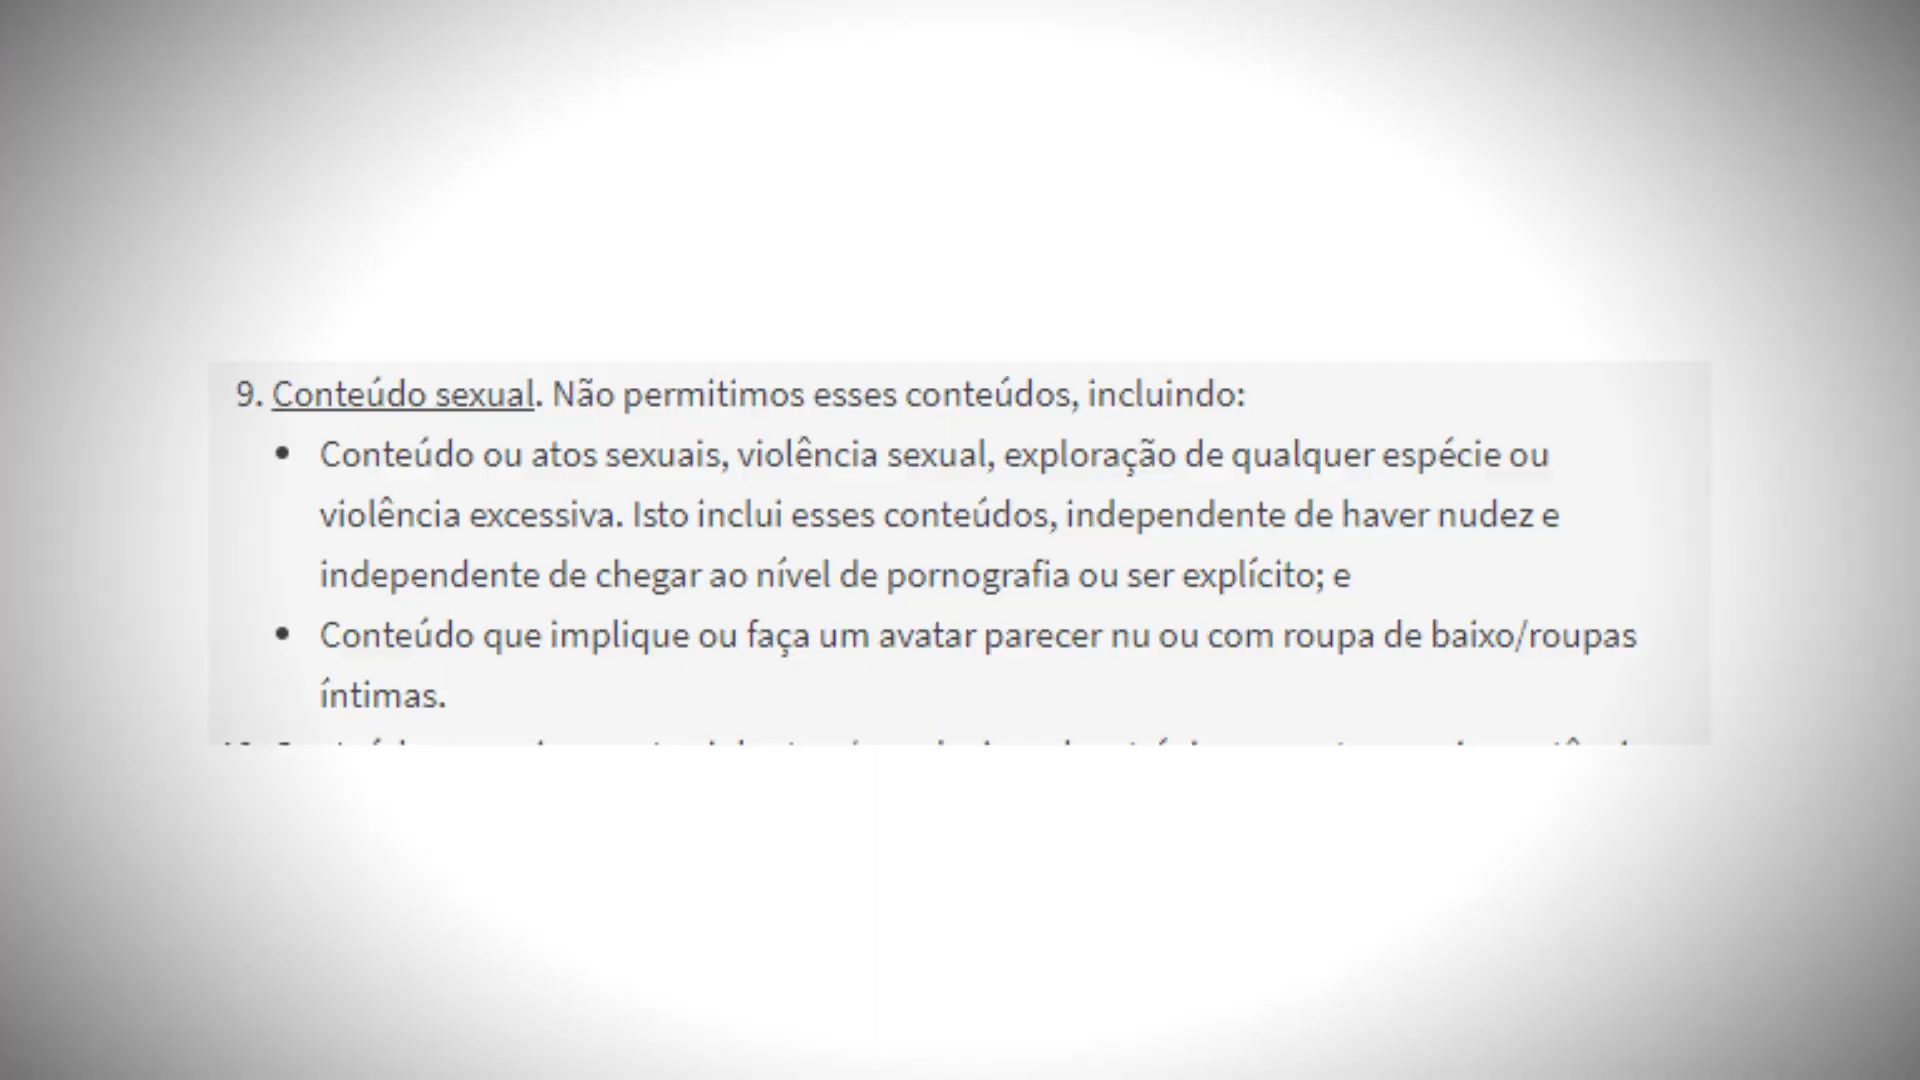 9. Conteúdo sexual. Não permitimos esses conteúdos, incluindo:
• Conteúdo ou atos sexuais, violência sexual, exploração de qualquer espécie ou
violência excessiva. Isto inclui esses conteúdos, independente de haver nudez e
independente de chegar ao nível de pornografia ou ser explícito; e
• Conteúdo que implique ou faça um avatar parecer nu ou com roupa de baixo/roupas
íntimas.